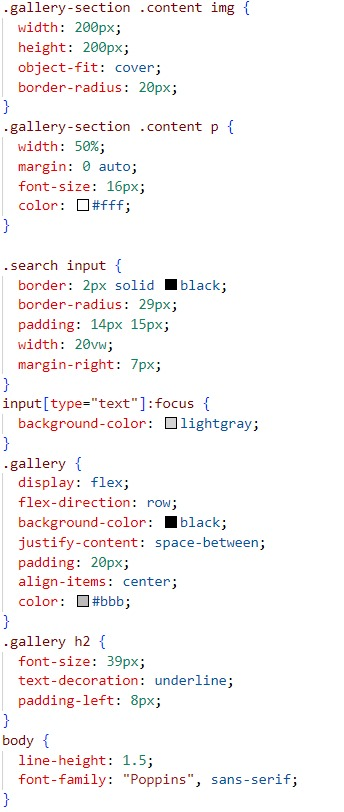 .gallery-section .content img {
  width: 200px;
  height: 200px;
  object-fit: cover;
  border-radius: 20px;
}
.gallery-section .content p {
  width: 50%;
  margin: 0 auto;
  font-size: 16px;
  color: #fff;
}

.search input {
  border: 2px solid black;
  border-radius: 29px;
  padding: 14px 15px;
  width: 20vw;
  margin-right: 7px;
}
input[type="text"]:focus {
  background-color: lightgray;
}
.gallery {
  display: flex;
  flex-direction: row;
  background-color: black;
  justify-content: space-between;
  padding: 20px;
  align-items: center;
  color: #bbb;
}
.gallery h2 {
  font-size: 39px;
  text-decoration: underline;
  padding-left: 8px;
}
body {
  line-height: 1.5;
  font-family: "Poppins", sans-serif;
}